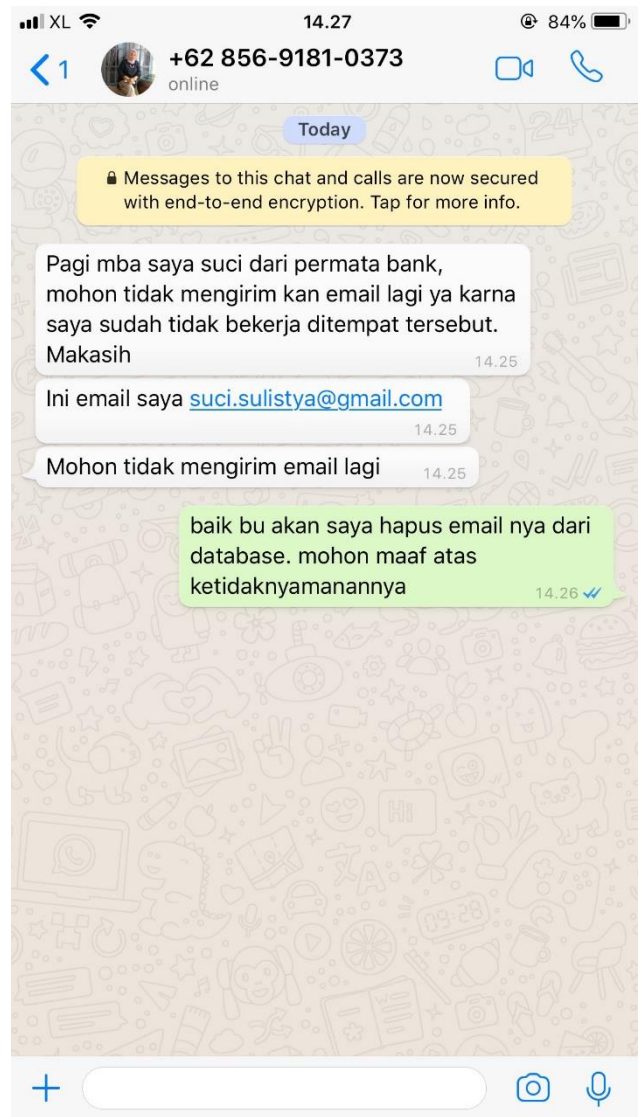 XL
14.27
84%
1
+62 856-9181-0373
online
Today
Messages to this chat and calls are now secured
with end-to-end encryption. Tap for more info.
Pagi mba saya suci dari permata bank,
mohon tidak mengirim kan email lagi ya karna
saya sudah tidak bekerja ditempat tersebut.
Makasih
14.25
Ini email saya suci.sulistya@gmail.com
14.25
Mohon tidak mengirim email lagi
14.25
baik bu akan saya hapus email nya dari
database. mohon maaf atas
ketidaknyamanannya
14.26